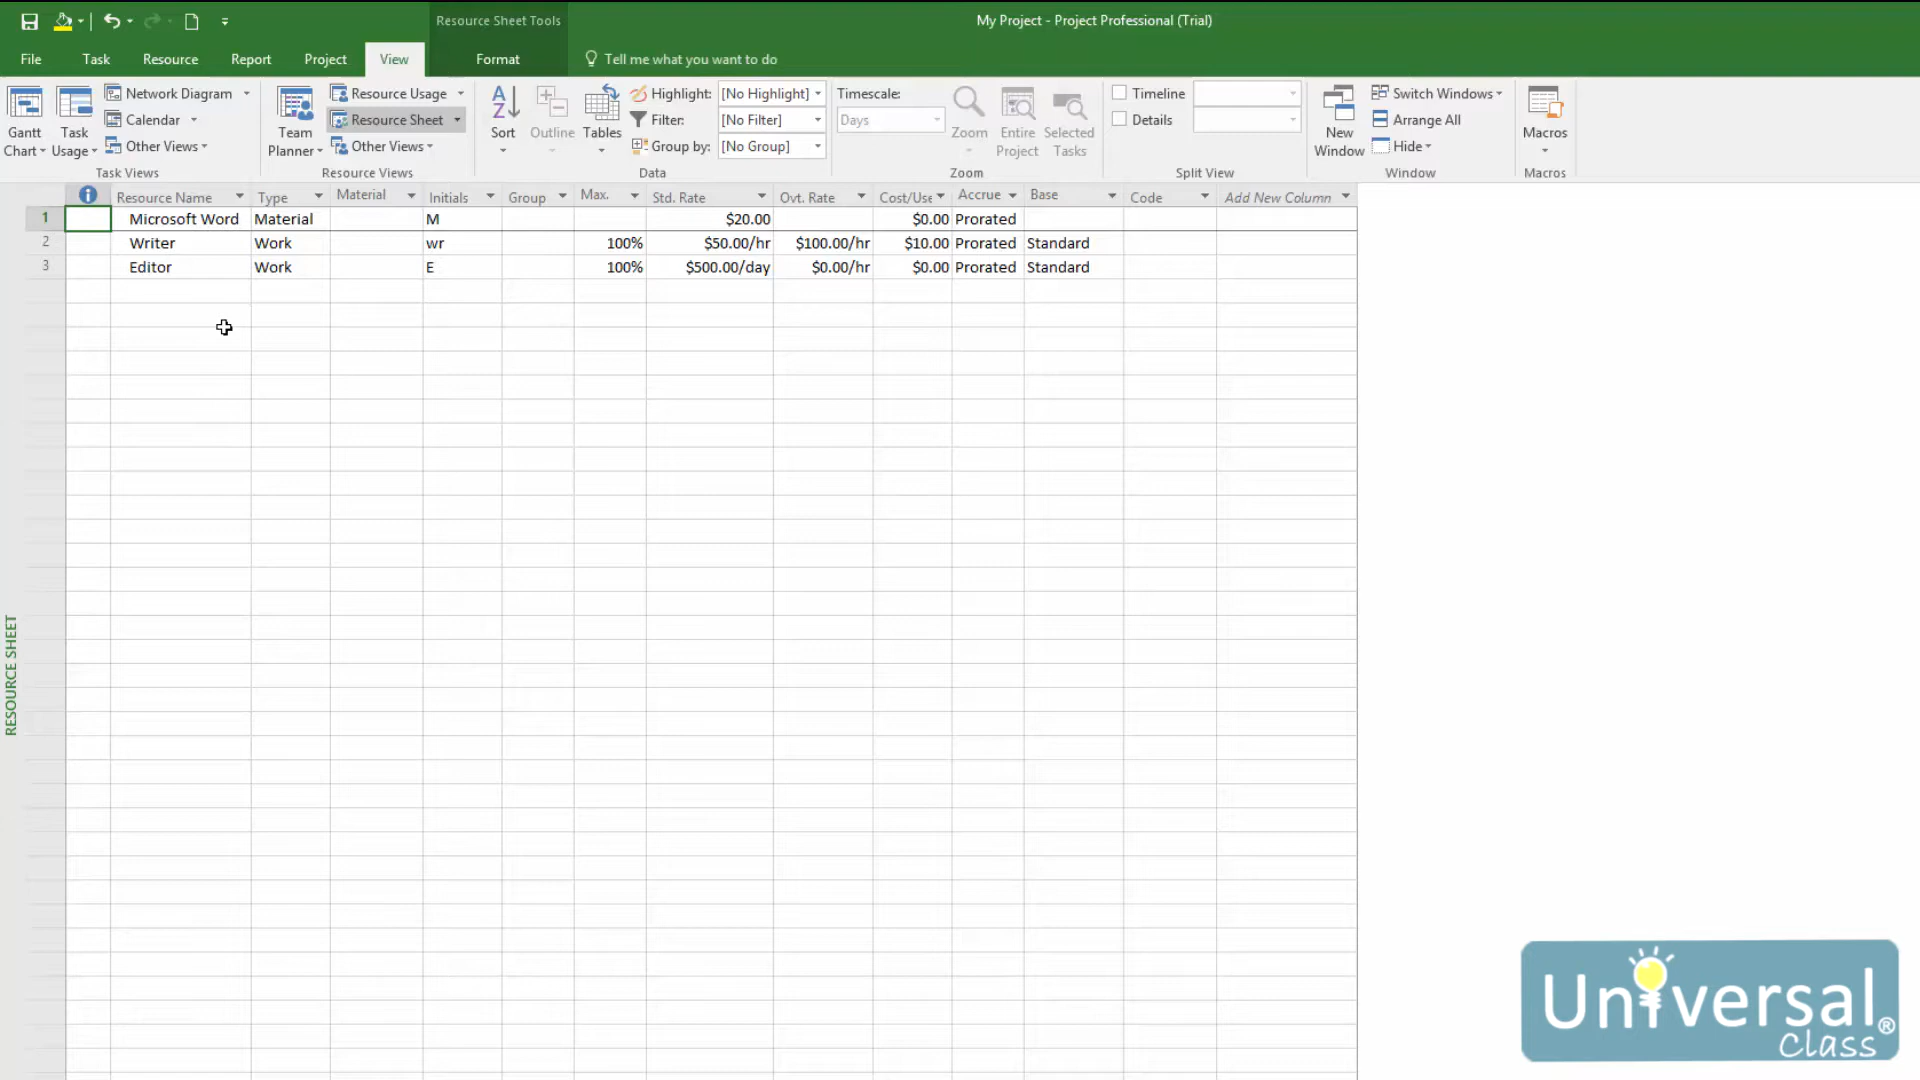 Resource Sheet Tools
My Project - Project Professional (Trial)
File Task Resource Report Project View Format Tell me what you want to do
Gantt Chart
Task Usage
Network Diagram
Calendar
Other Views
Task Views
Team Planner
Resource Usage
Resource Sheet
Other Views
Resource Views
Sort
Outline
Tables
Highlight: [No Highlight]
Filter: [No Filter]
Group by: [No Group]
Data
Timescale:
Days
Zoom
Entire Project
Selected Tasks
Zoom
Timeline
Details
Split View
New Window
Switch Windows
Arrange All
Hide
Window
Macros
Macros
Resource Name Type Material Initials Group Max. Std. Rate Ovt. Rate Cost/Use Accrue Base Code Add New Column
1 Microsoft Word Material M $20.00 $0.00 Prorated
2 Writer Work wr 100% $50.00/hr $100.00/hr $10.00 Prorated Standard
3 Editor Work E 100% $500.00/day $0.00/hr $0.00 Prorated Standard
RESOURCE SHEET
Universal
Class
®